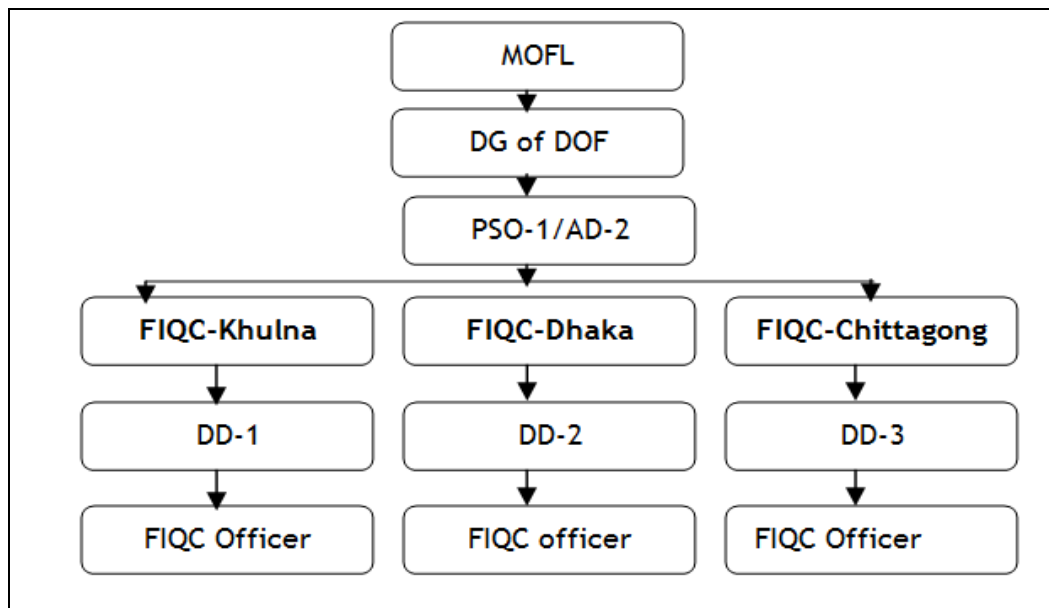 MOFL
DG of DOF
PSO-1/AD-2
FIQC-Khulna
FIQC-Dhaka
FIQC-Chittagong
DD-1
DD-2
DD-3
FIQC Officer
FIQC officer
FIQC Officer